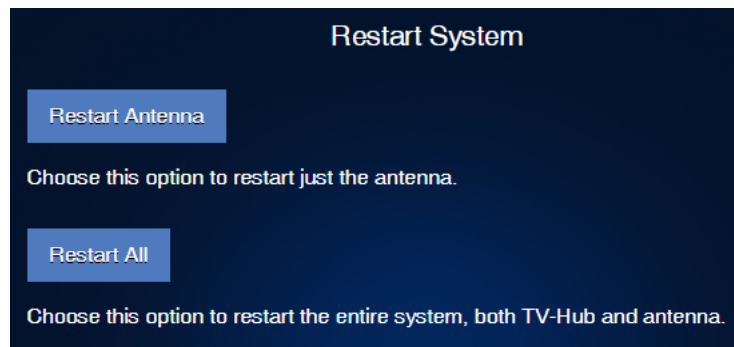 Restart System
Restart Antenna
Choose this option to restart just the antenna.
Restart All
Choose this option to restart the entire system, both TV-Hub and antenna.